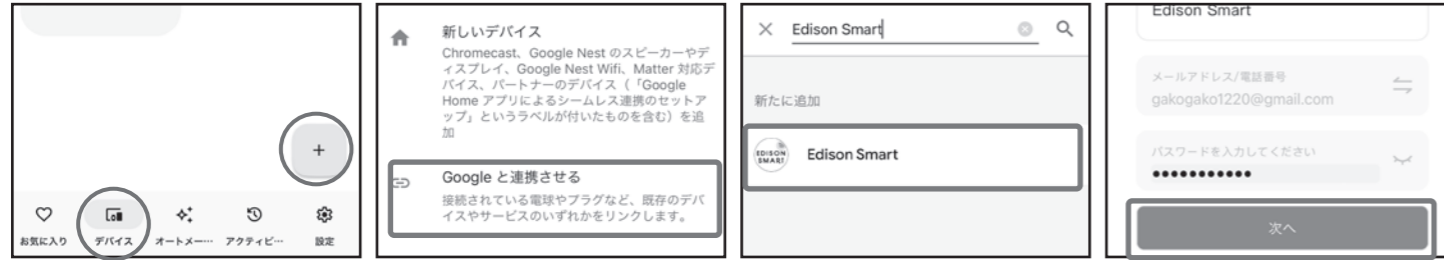 +
お気に入り
デバイス
オートメー…
アクティビ…
設定
新しいデバイス
Chromecast、Google Nest のスピーカーやデ
ィスプレイ、Google Nest Wifi、Matter 対応デ
バイス、パートナーのデバイス（「Google
Home アプリによるシームレス連携のセットア
ップ」というラベルが付いたものを含む）を追
加
Google と連携させる
接続されている電球やプラグなど、既存のデバ
イスやサービスのいずれかをリンクします。
Edison Smart
新たに追加
EDISON
SMART
Edison Smart
Edison Smart
メールアドレス/電話番号
gakogako1220@gmail.com
パスワードを入力してください
●●●●●●●●●●●
次へ